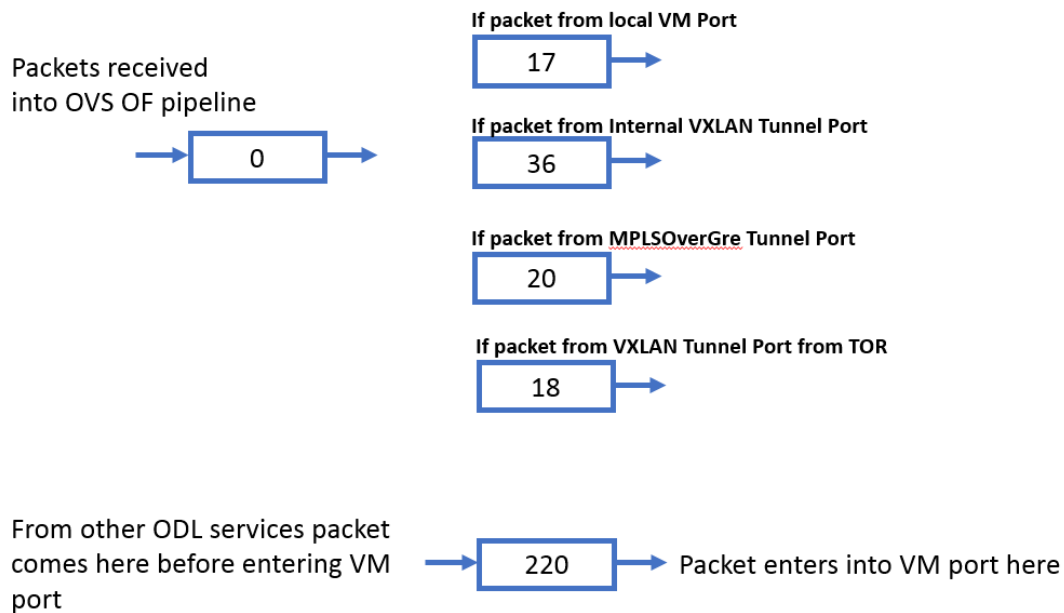 If packet from local VM Port
17
Packets received
into OVS OF pipeline
0
If packet from Internal VXLAN Tunnel Port
36
If packet from MPLSOverGre Tunnel Port
20
If packet from VXLAN Tunnel Port from TOR
18
From other ODL services packet
comes here before entering VM
port
220
Packet enters into VM port here